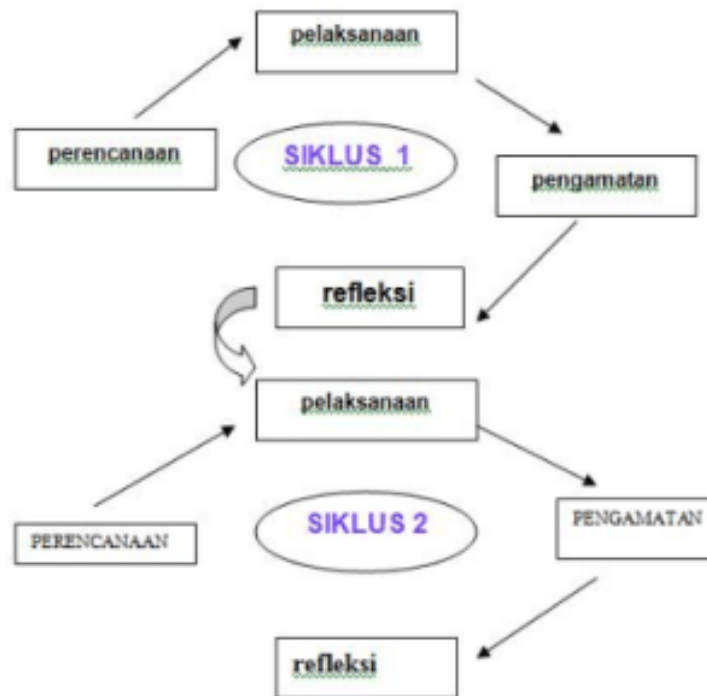 pelaksanaan
perencanaan
SIKLUS 1
pengamatan
refleksi
pelaksanaan
PERENCANAAN
SIKLUS 2
PENGAMATAN
refleksi